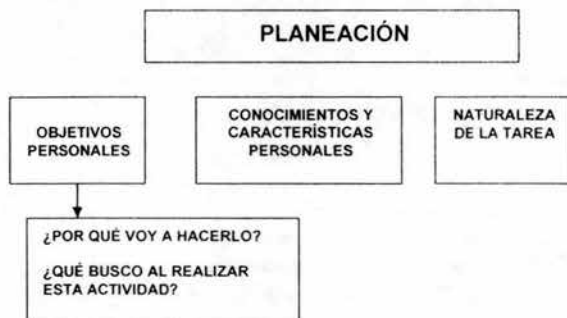 PLANEACIÓN
OBJETIVOS
PERSONALES
CONOCIMIENTOS Y
CARACTERÍSTICAS
PERSONALES
NATURALEZA
DE LA TAREA
¿POR QUÉ VOY A HACERLO?
¿QUÉ BUSCO AL REALIZAR
ESTA ACTIVIDAD?